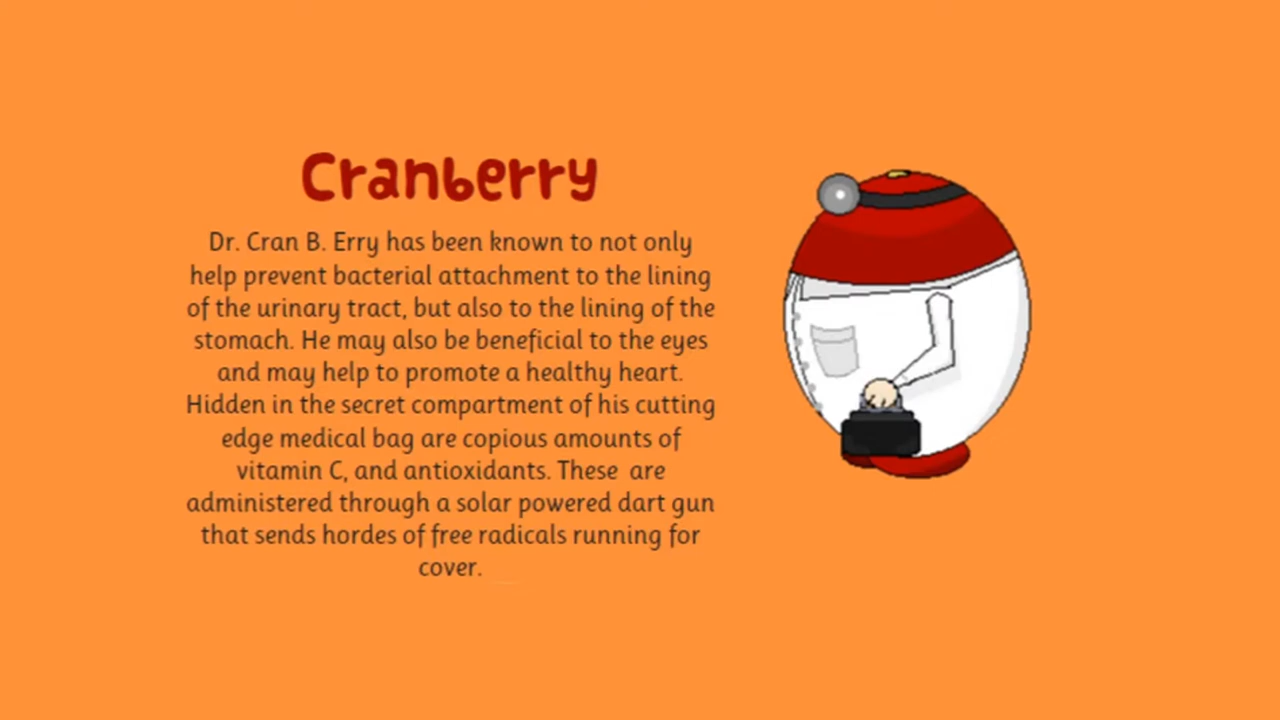 Cranberry
Dr. Cran B. Erry has been known to not only
help prevent bacterial attachment to the lining
of the urinary tract, but also to the lining of the
stomach. He may also be beneficial to the eyes
and may help to promote a healthy heart.
Hidden in the secret compartment of his cutting
edge medical bag are copious amounts of
vitamin C, and antioxidants. These  are
administered through a solar powered dart gun
that sends hordes of free radicals running for
cover.